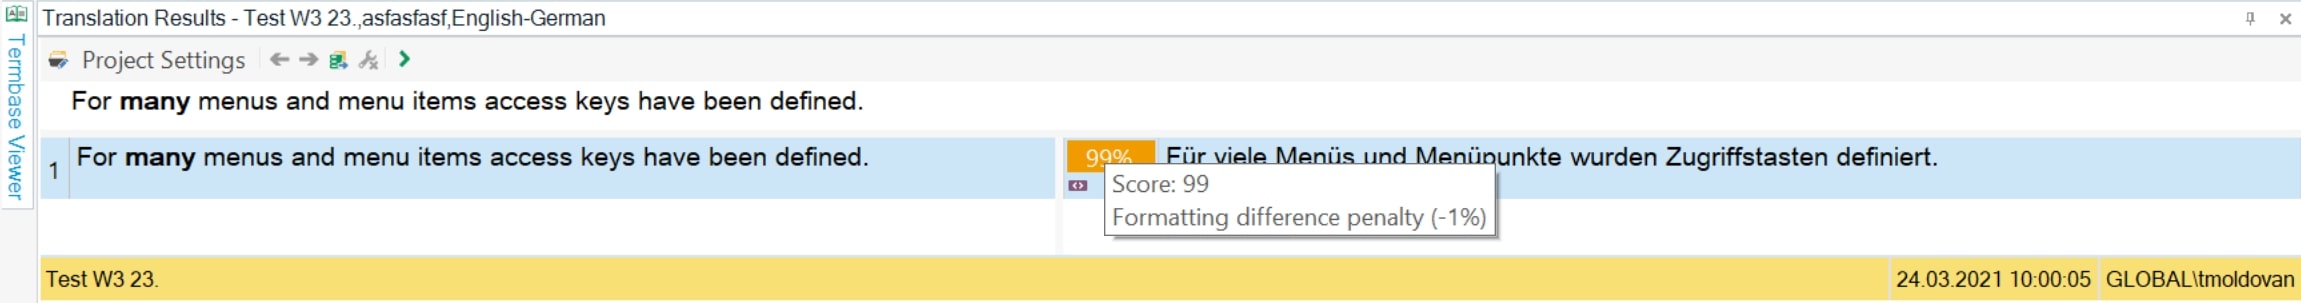 Translation Results - Test W3 23.,asfasfasf,English-German
Termbase Viewer
Project Settings
For many menus and menu items access keys have been defined.
1 For many menus and menu items access keys have been defined. 99% Für viele Menüs und Menüpunkte wurden Zugriffstasten definiert.
Score: 99
Formatting difference penalty (-1%)
Test W3 23. 24.03.2021 10:00:05 GLOBAL\tmoldovan